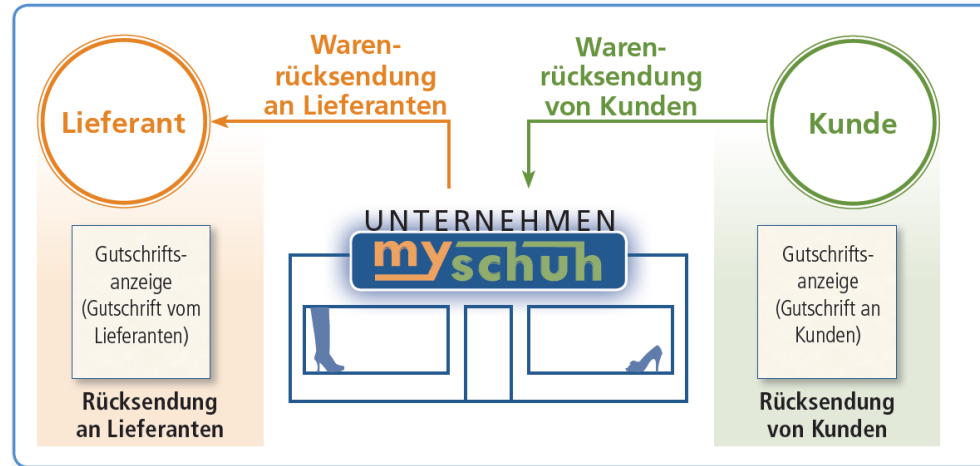 Waren-
rücksendung
an Lieferanten
Waren-
rücksendung
von Kunden
Lieferant
Kunde
UNTERNEHMEN
myschuh
Gutschrifts-
anzeige
(Gutschrift vom
Lieferanten)
Gutschrifts-
anzeige
(Gutschrift an
Kunden)
Rücksendung
an Lieferanten
Rücksendung
von Kunden